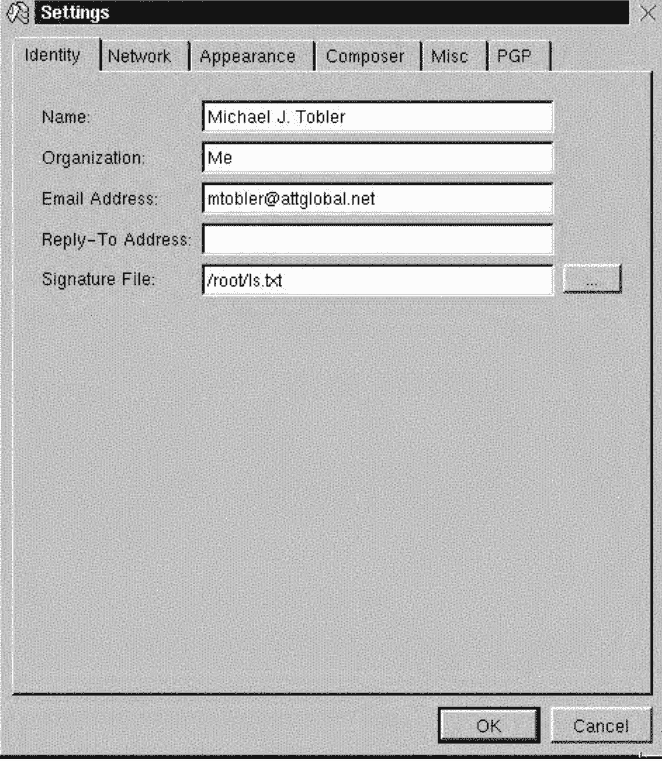 Settings
Identity Network Appearance Composer Misc PGP
Name: Michael J. Tobler
Organization: Me
Email Address: mtobler@attglobal.net
Reply-To Address:
Signature File: /root/ls.txt ...
OK Cancel